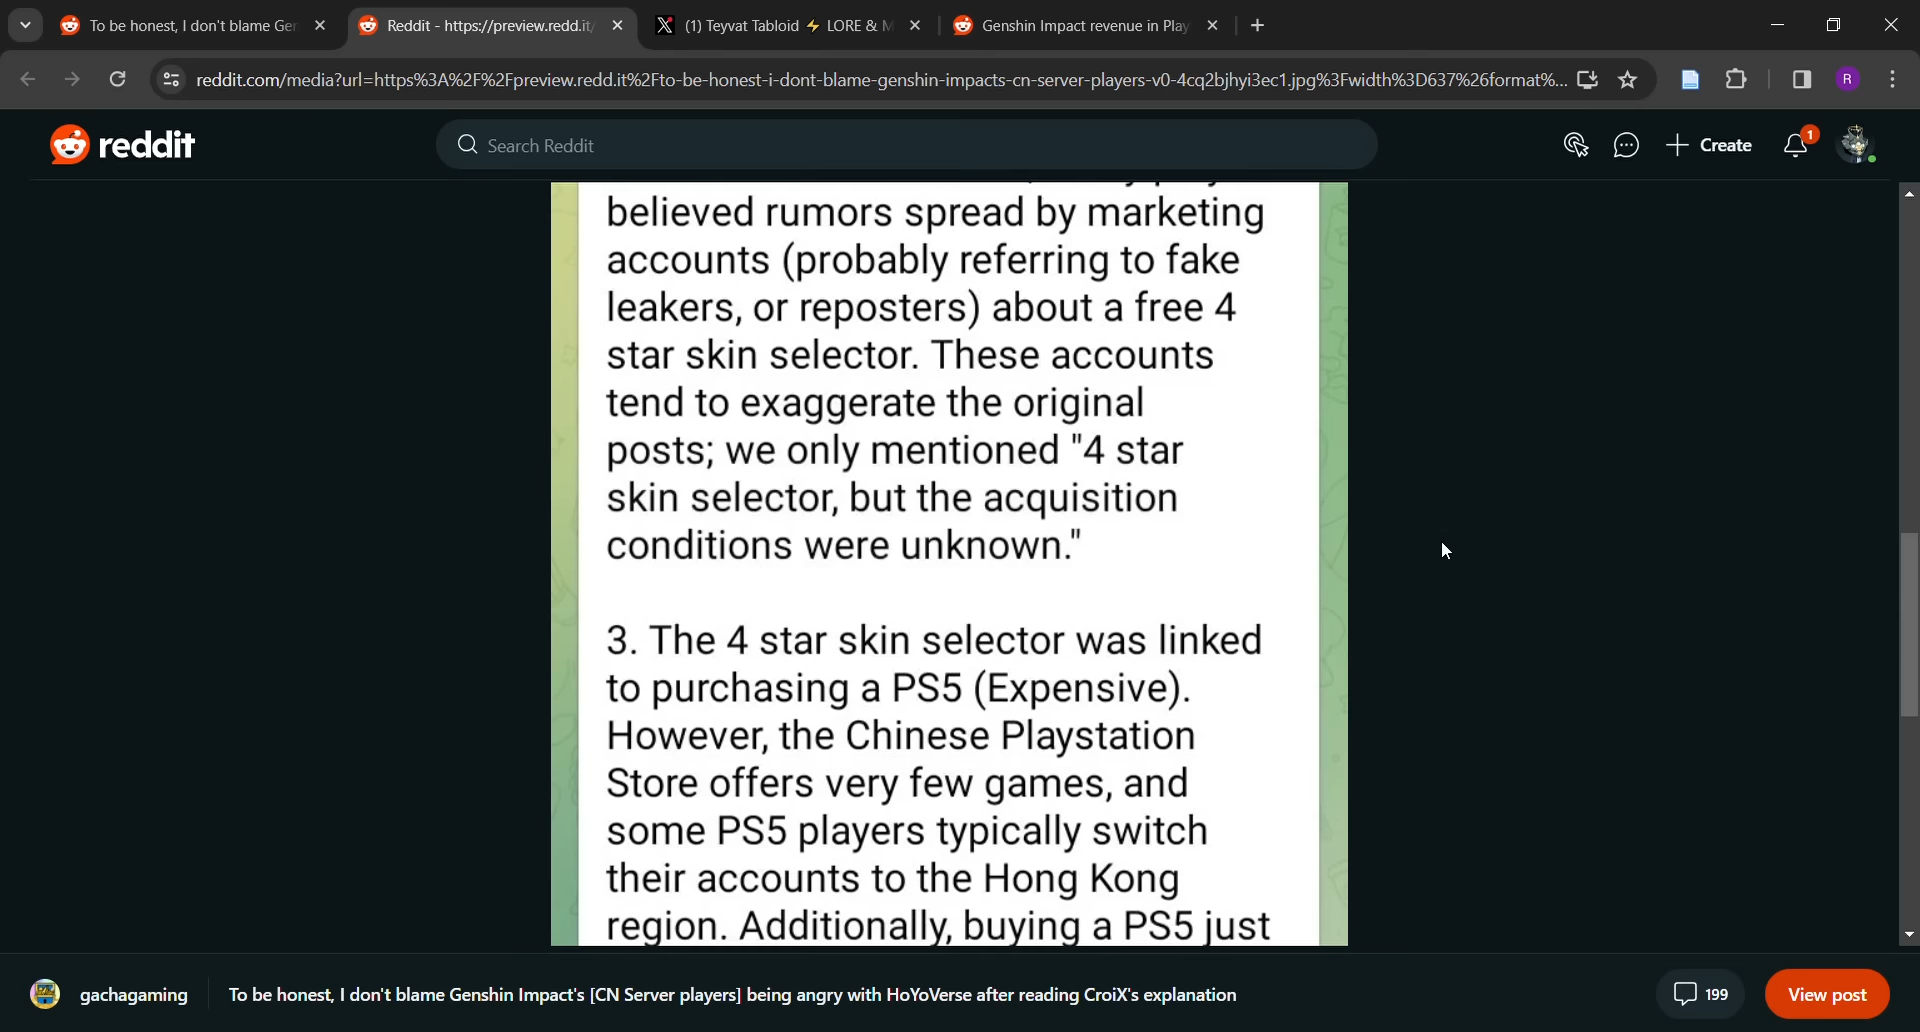 To be honest, I don't blame Gen
Reddit - https://preview.redd.it/
(1) Teyvat Tabloid ⚡ LORE & M
Genshin Impact revenue in Play
reddit.com/media?url=https%3A%2F%2Fpreview.redd.it%2Fto-be-honest-i-dont-blame-genshin-impacts-cn-server-players-v0-4cq2bjhyi3ec1.jpg%3Fwidth%3D637%26format%...
R
reddit
Search Reddit
Create
1
believed rumors spread by marketing
accounts (probably referring to fake
leakers, or reposters) about a free 4
star skin selector. These accounts
tend to exaggerate the original
posts; we only mentioned "4 star
skin selector, but the acquisition
conditions were unknown."
3. The 4 star skin selector was linked
to purchasing a PS5 (Expensive).
However, the Chinese Playstation
Store offers very few games, and
some PS5 players typically switch
their accounts to the Hong Kong
region. Additionally, buying a PS5 just
gachagaming
To be honest, I don't blame Genshin Impact's [CN Server players] being angry with HoYoVerse after reading CroiX's explanation
199
View post